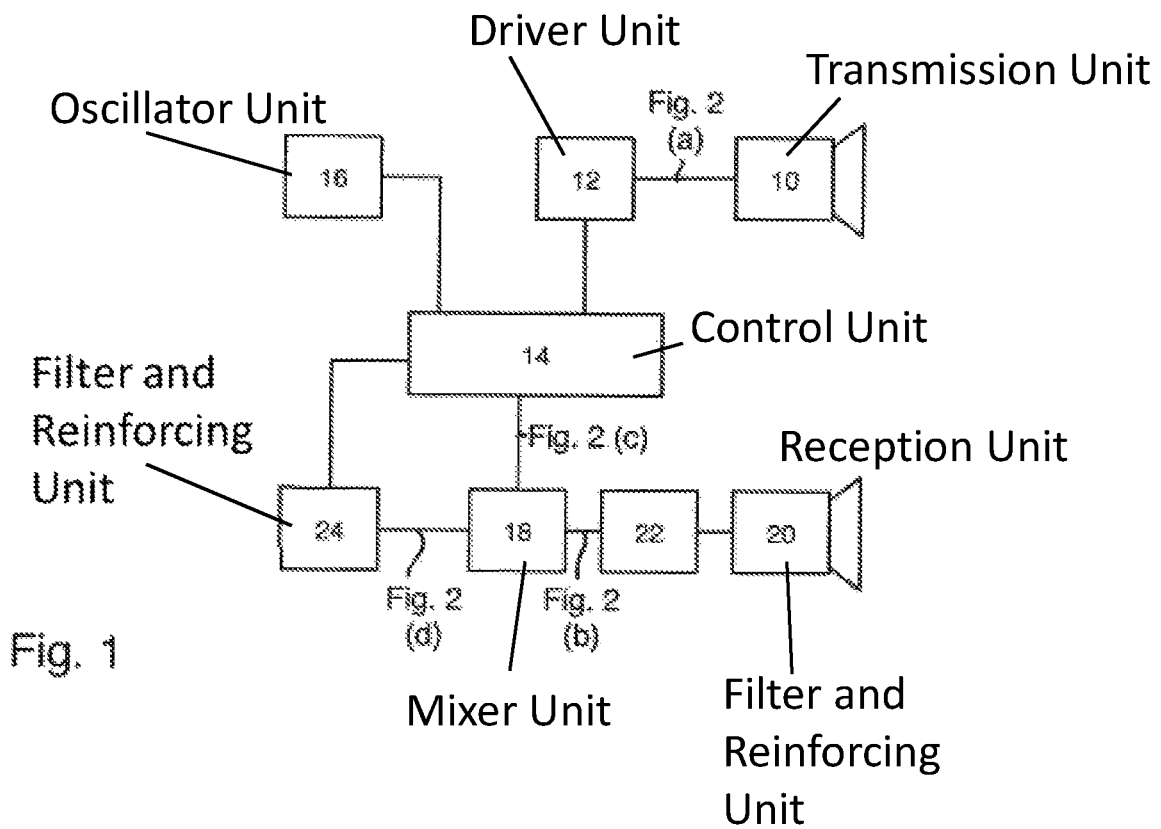 Driver Unit
Transmission Unit
Oscillator Unit
Fig. 2
(a)
16
12
10
Control Unit
14
Filter and
Reinforcing
Unit
Fig. 2 (c)
Reception Unit
24
18
22
20
Fig. 2
(d)
Fig. 2
(b)
Fig. 1
Mixer Unit
Filter and
Reinforcing
Unit